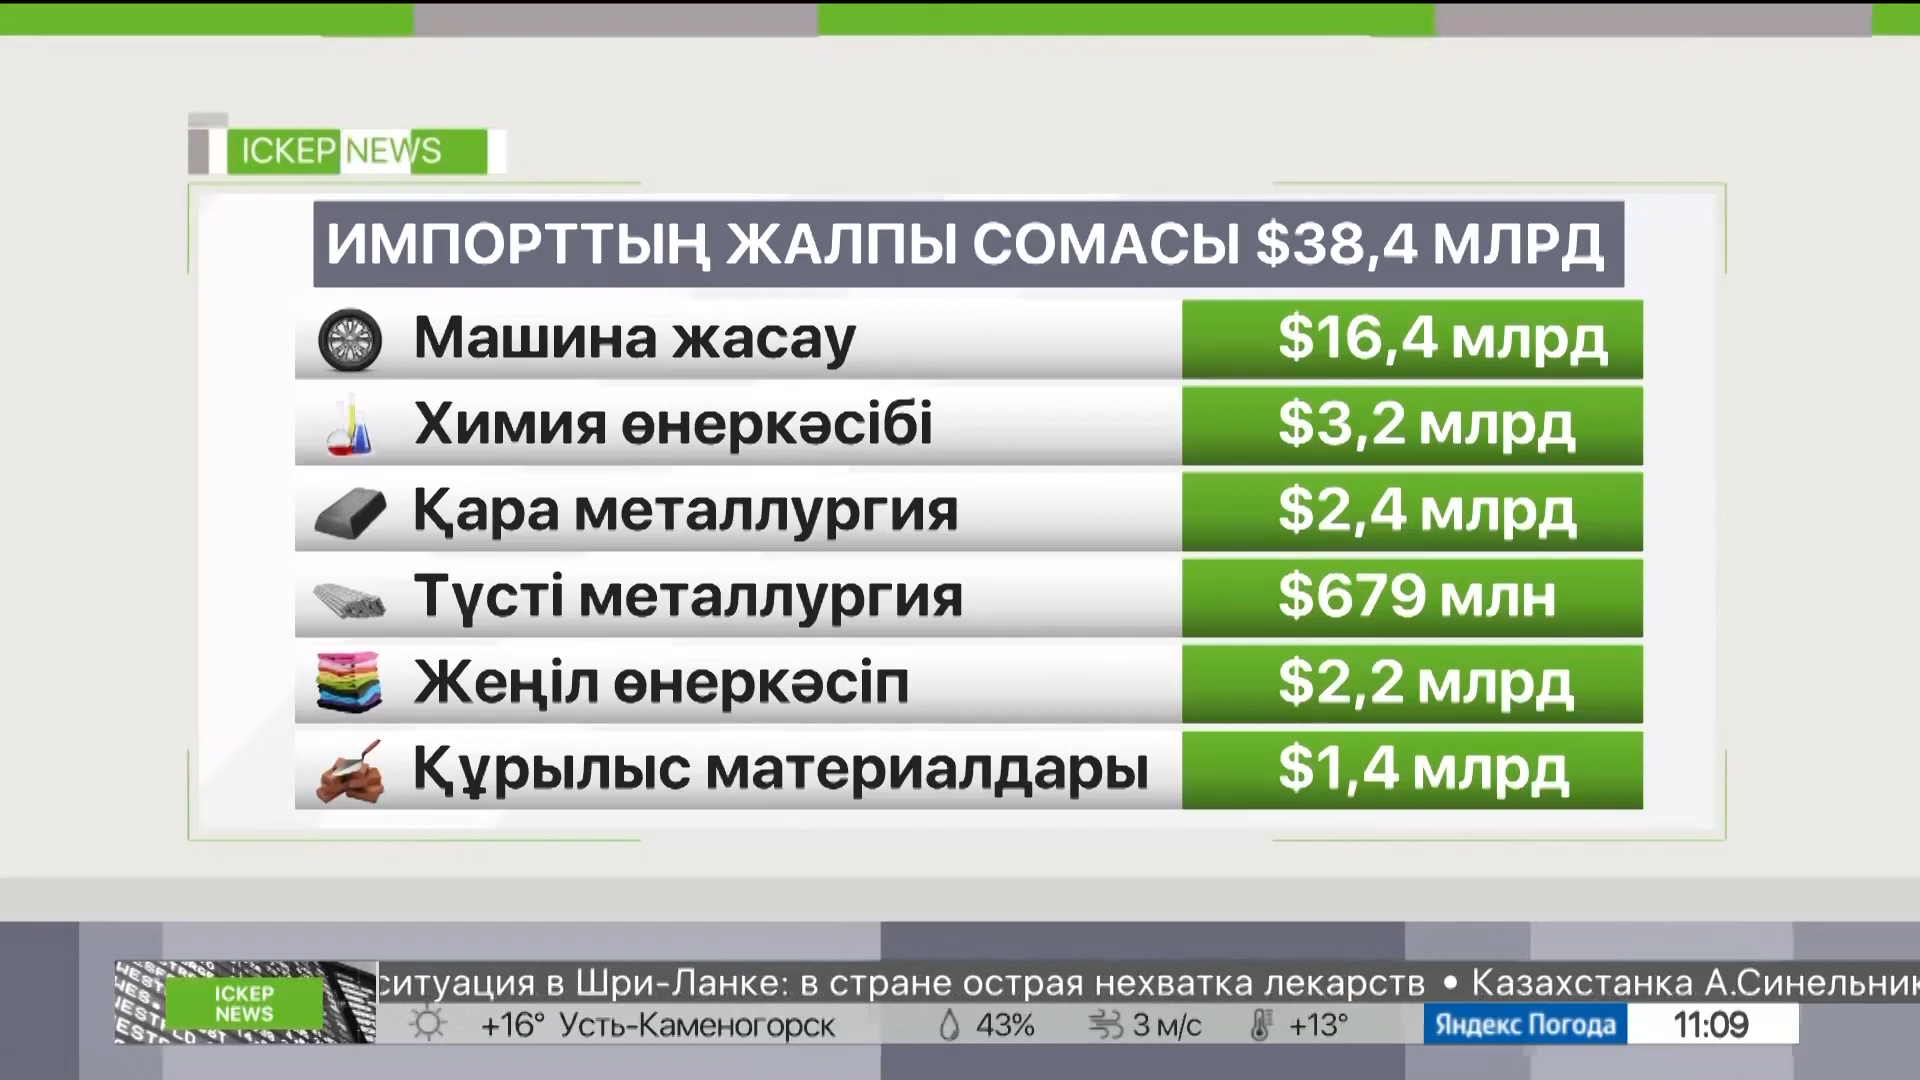 ІСКЕР NEWS
ИМПОРТТЫҢ ЖАЛПЫ СОМАСЫ $38,4 МЛРД
Машина жасау $16,4 млрд
Химия өнеркәсібі $3,2 млрд
Қара металлургия $2,4 млрд
Түсті металлургия $679 млн
Жеңіл өнеркәсіп $2,2 млрд
Құрылыс материалдары $1,4 млрд
ІСКЕР
NEWS
ситуация в Шри-Ланке: в стране острая нехватка лекарств • Казахстанка А.Синельник
+16° Усть-Каменогорск 43% 3 м/с +13° Яндекс Погода 11:09